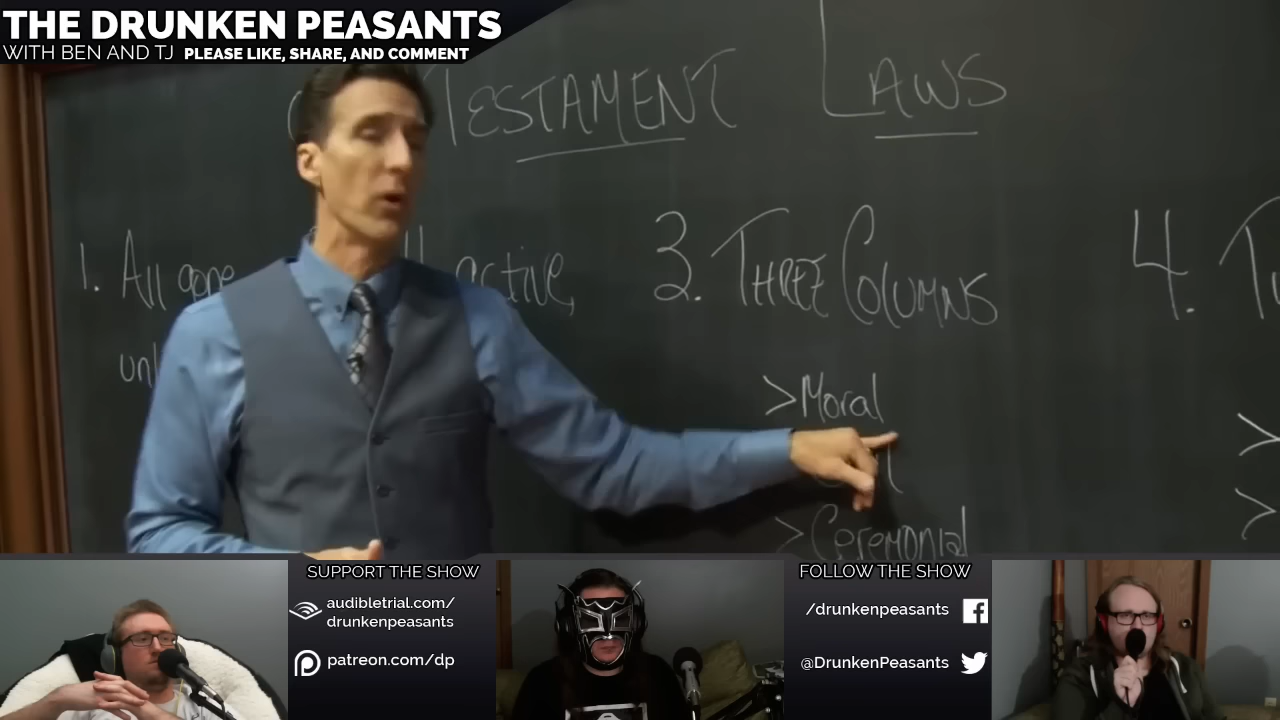 THE DRUNKEN PEASANTS
WITH BEN AND TJ PLEASE LIKE, SHARE, AND COMMENT
TESTAMENT LAWS
1. All gone
active,
3. THREE COLUMNS
4.
>Moral
>Ceremonial
>
>
SUPPORT THE SHOW
audibletrial.com/
drunkenpeasants
patreon.com/dp
FOLLOW THE SHOW
/drunkenpeasants
@DrunkenPeasants